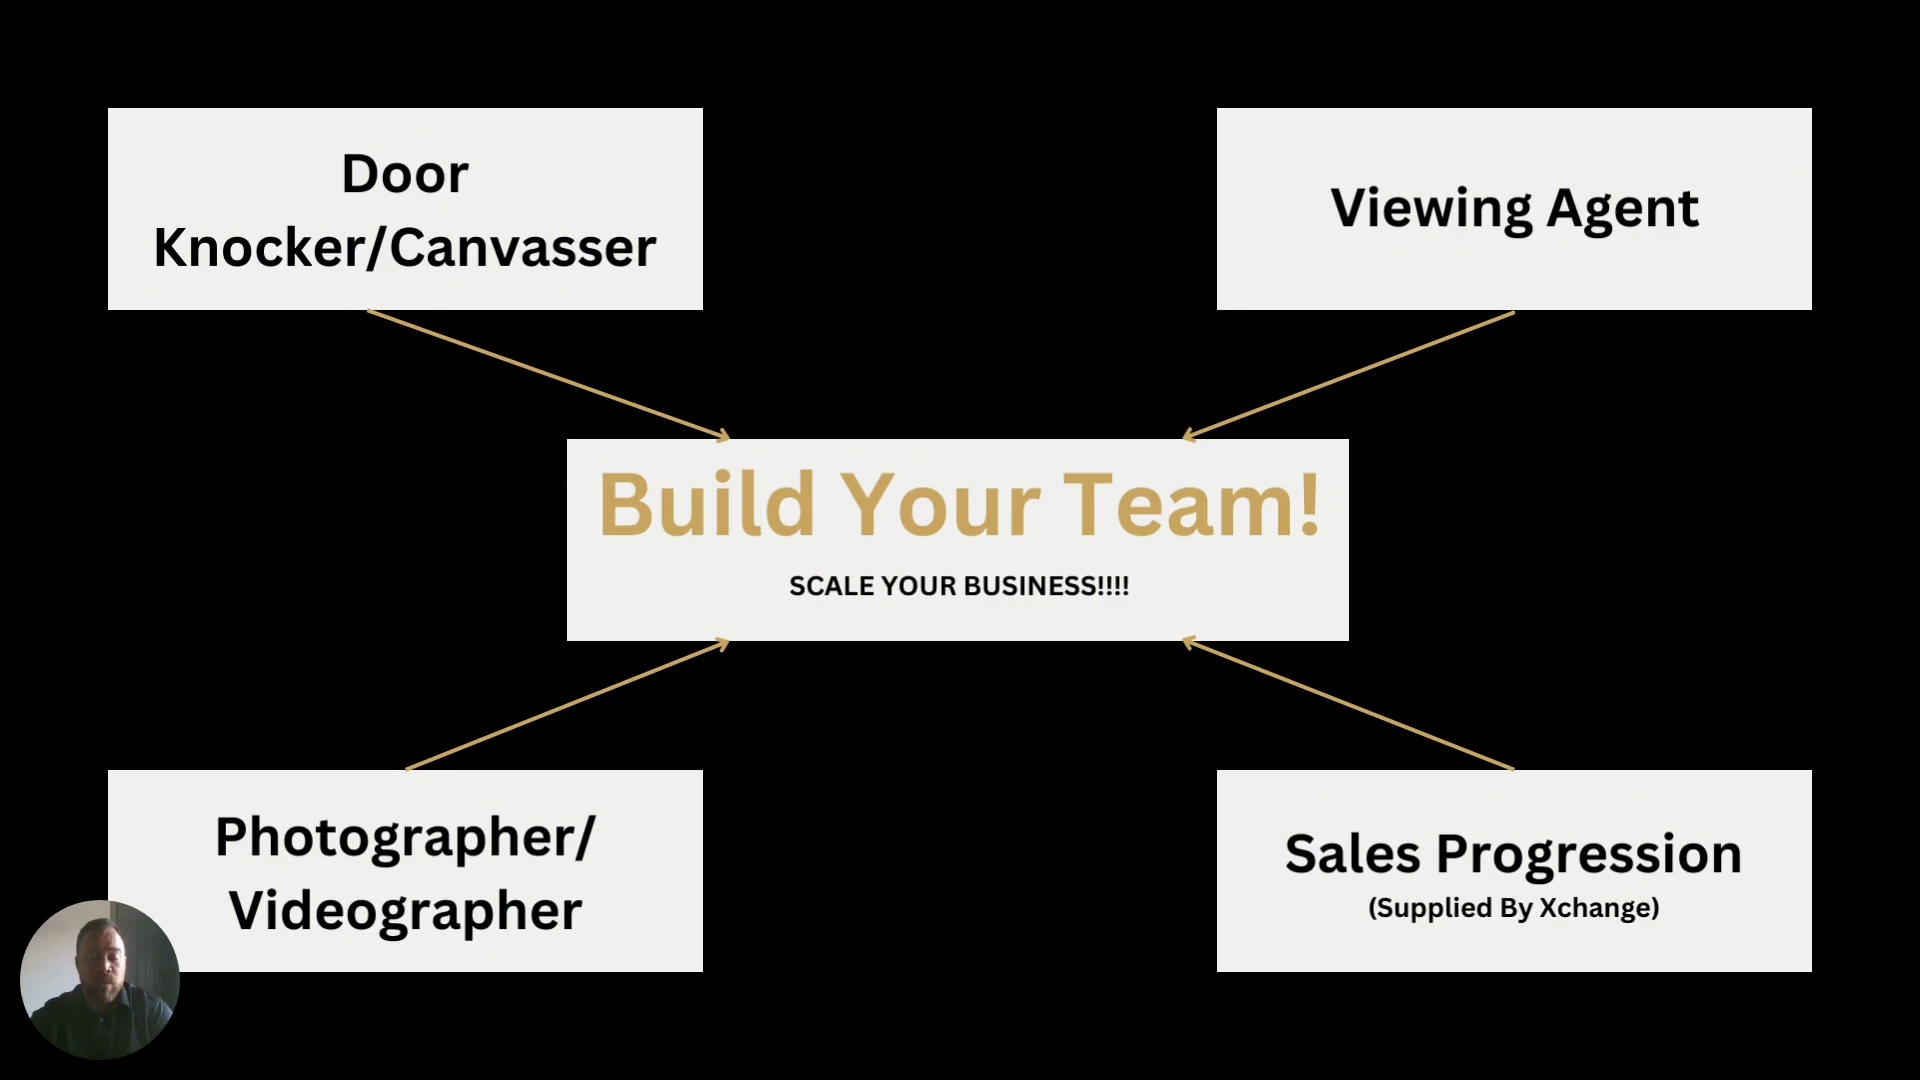 Door
Knocker/Canvasser
Viewing Agent
Build Your Team!
SCALE YOUR BUSINESS!!!!
Photographer/
Videographer
Sales Progression
(Supplied By Xchange)